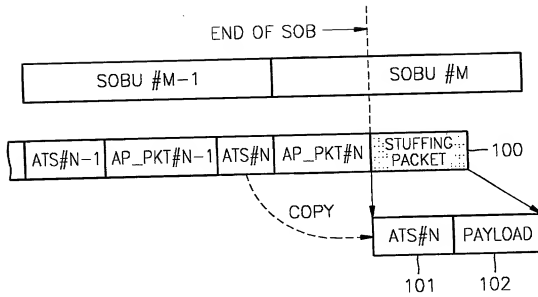 END OF SOB
SOBU #M-1 SOBU #M
ATS#N-1 AP_PKT#N-1 ATS#N AP_PKT#N STUFFING PACKET 100
COPY
ATS#N PAYLOAD
101 102